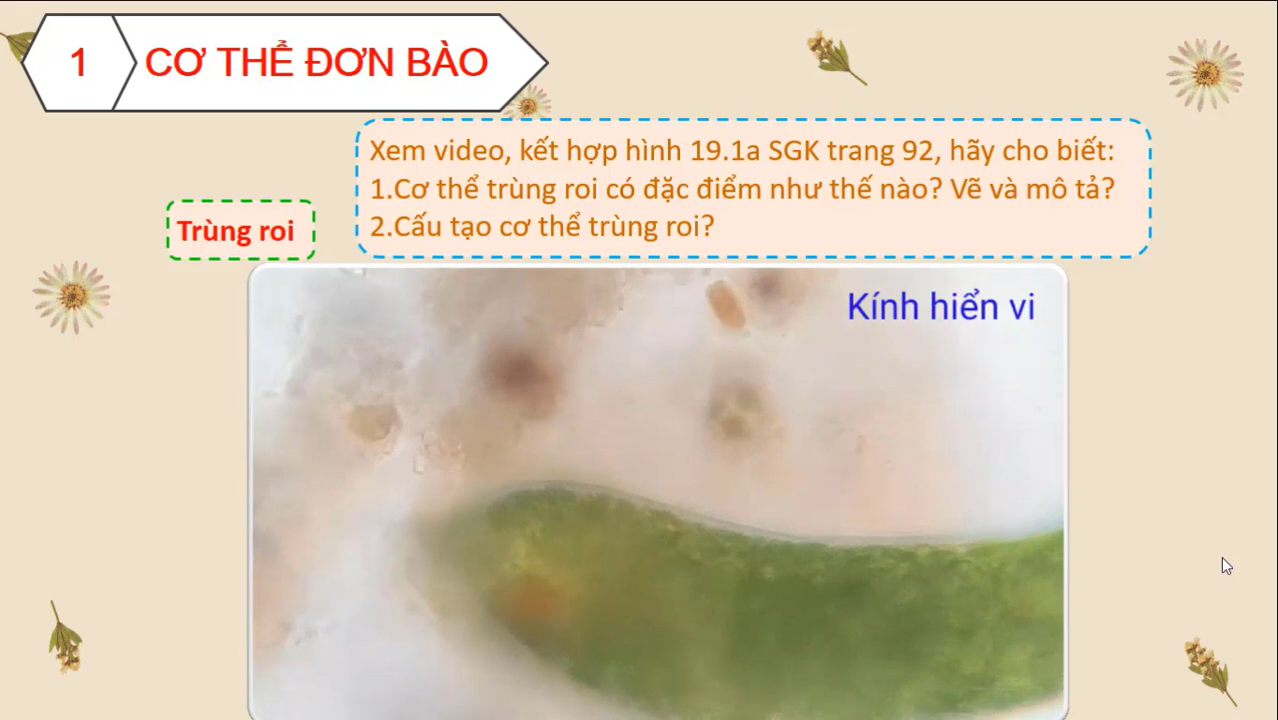 1
CƠ THỂ ĐƠN BÀO
Xem video, kết hợp hình 19.1a SGK trang 92, hãy cho biết:
1.Cơ thể trùng roi có đặc điểm như thế nào? Vẽ và mô tả?
2.Cấu tạo cơ thể trùng roi?
Trùng roi
Kính hiển vi